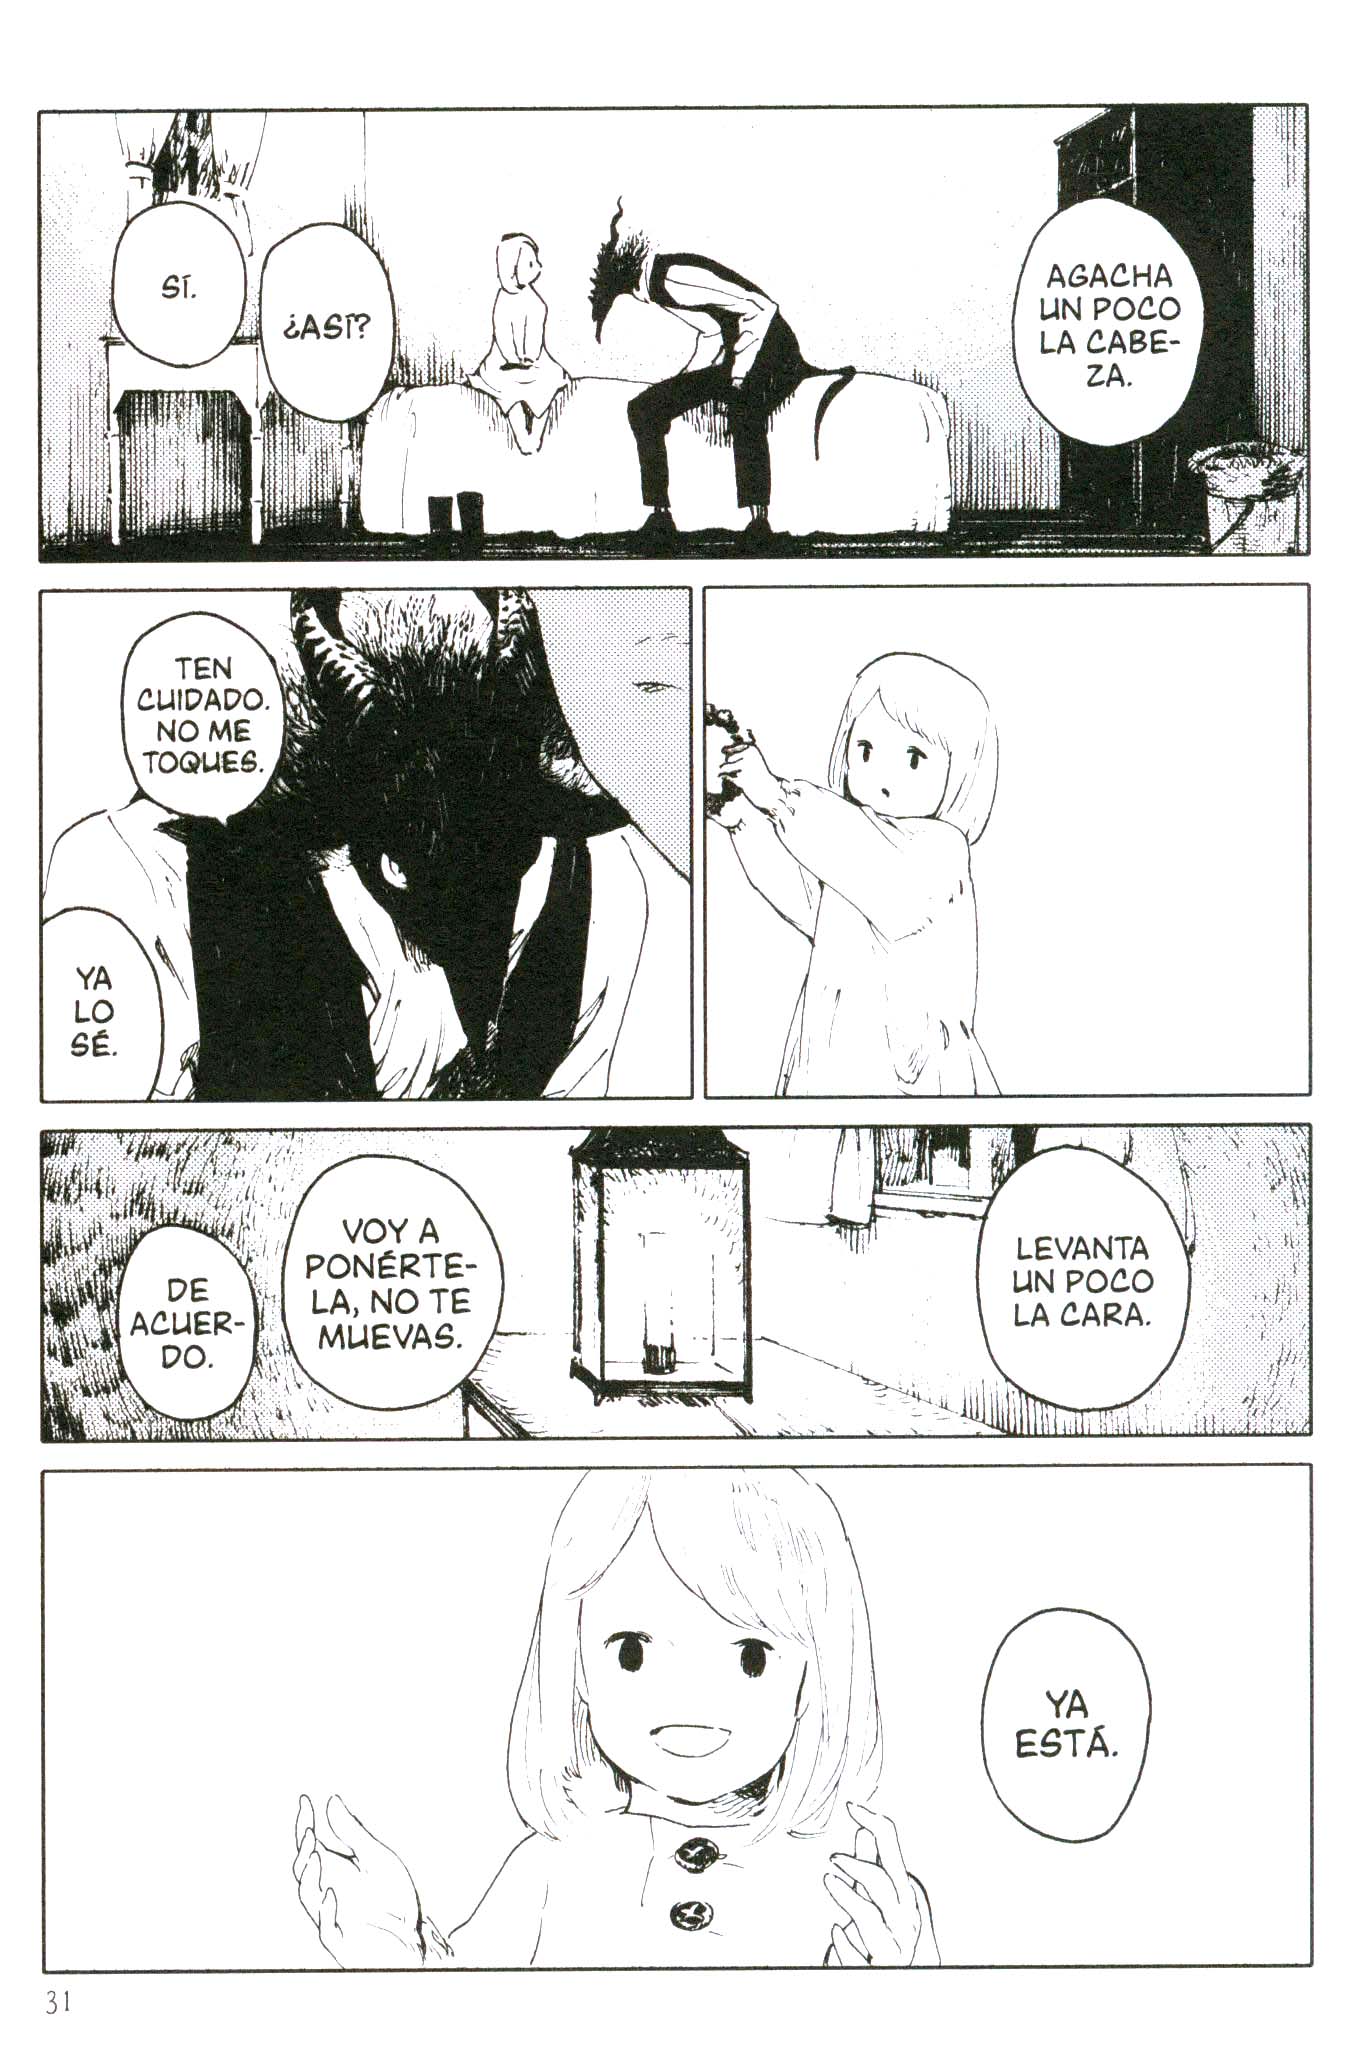 AGACHA
UN POCO
LA CABE-
ZA.
¿ASÍ?
SÍ.
TEN
CUIDADO.
NO ME
TOQUES.
YA
LO
SÉ.
LEVANTA
UN POCO
LA CARA.
VOY A
PONÉRTE-
LA, NO TE
MUEVAS.
DE
ACUER-
DO.
YA
ESTÁ.
31